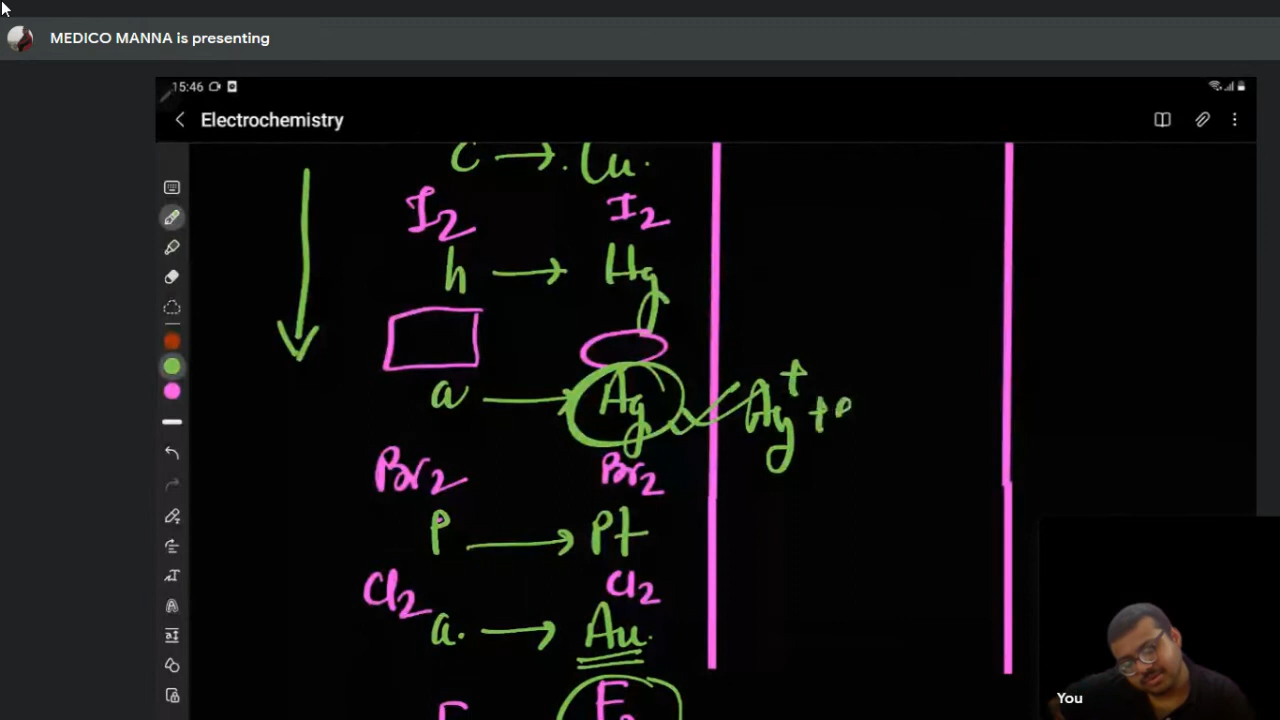 MEDICO MANNA is presenting
15:46
Electrochemistry
C → Cu.
I2 I2
h → Hg
a → Ag Ag+ + e
Br2 Br2
P → Pt
Cl2 Cl2
a. → Au.
F F2
You